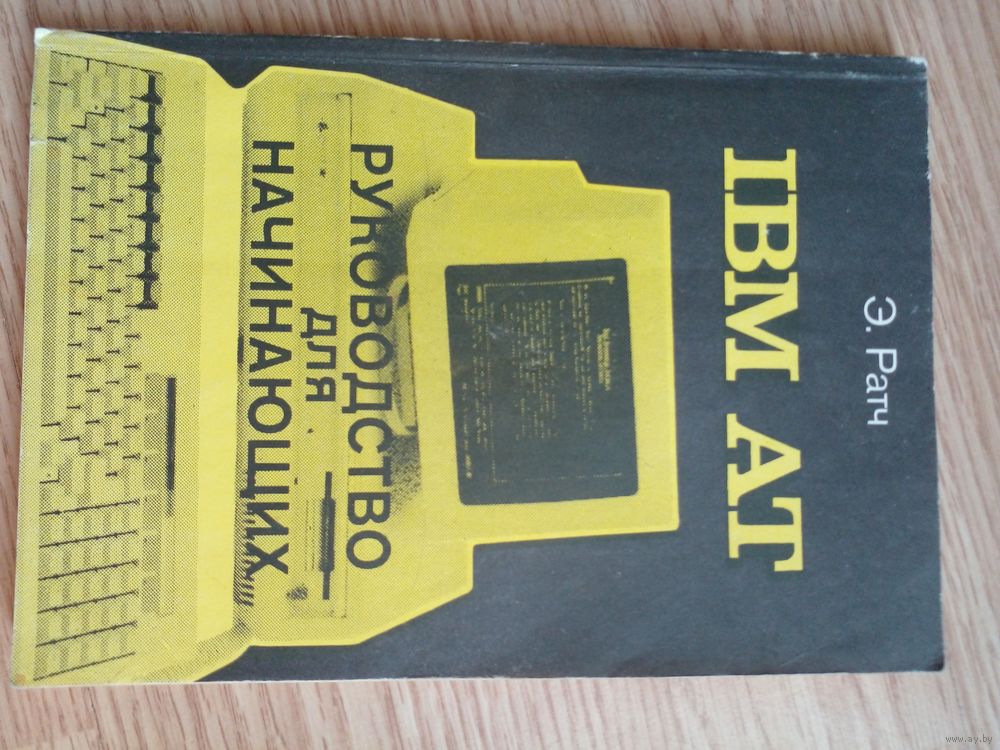 Э. Ратч
IBM AT
РУКОВОДСТВО
ДЛЯ
НАЧИНАЮЩИХ
www.ay.by